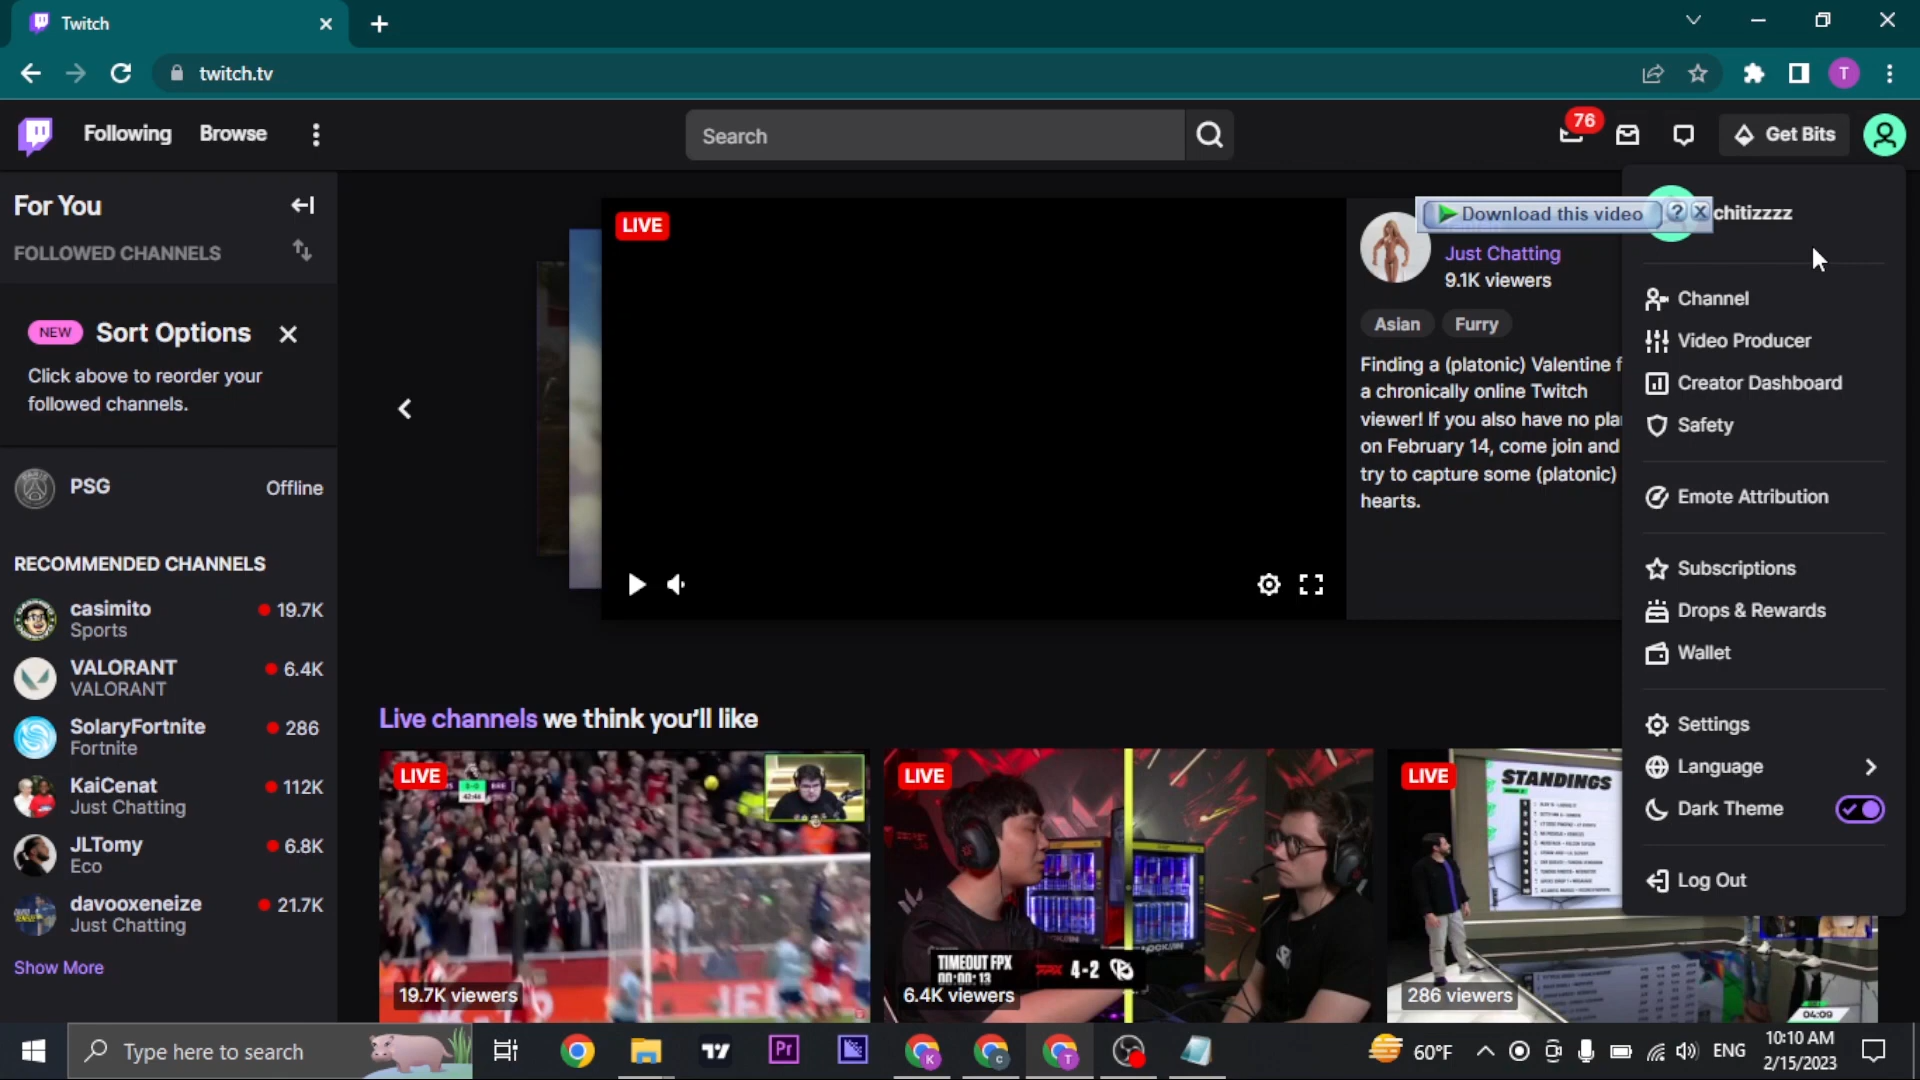 Twitch
twitch.tv
T
Following
Browse
Search
76
Get Bits
For You
FOLLOWED CHANNELS
NEW
Sort Options
Click above to reorder your
followed channels.
PSG
Offline
RECOMMENDED CHANNELS
casimito
19.7K
Sports
VALORANT
6.4K
VALORANT
SolaryFortnite
286
Fortnite
KaiCenat
112K
Just Chatting
JLTomy
6.8K
Eco
davooxeneize
21.7K
Just Chatting
Show More
LIVE
Download this video
?
Just Chatting
9.1K viewers
Asian
Furry
Finding a (platonic) Valentine f
a chronically online Twitch
viewer! If you also have no pla
on February 14, come join and
try to capture some (platonic)
hearts.
chitizzzz
Channel
Video Producer
Creator Dashboard
Safety
Emote Attribution
Subscriptions
Drops & Rewards
Wallet
Settings
Language
Dark Theme
Log Out
Live channels we think you'll like
LIVE
19.7K viewers
LIVE
TIMEOUT FPX
00:00:13
4-2
6.4K viewers
LIVE
STANDINGS
286 viewers
04:09
Type here to search
Pr
K
C
T
60°F
ENG
10:10 AM
2/15/2023